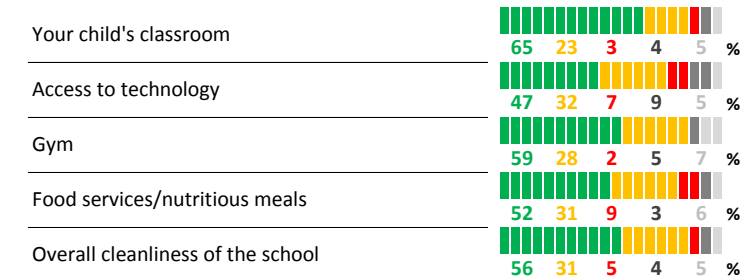 Your child's classroom
65 23 3 4 5 %
Access to technology
47 32 7 9 5 %
Gym
59 28 2 5 7 %
Food services/nutritious meals
52 31 9 3 6 %
Overall cleanliness of the school
56 31 5 4 5 %